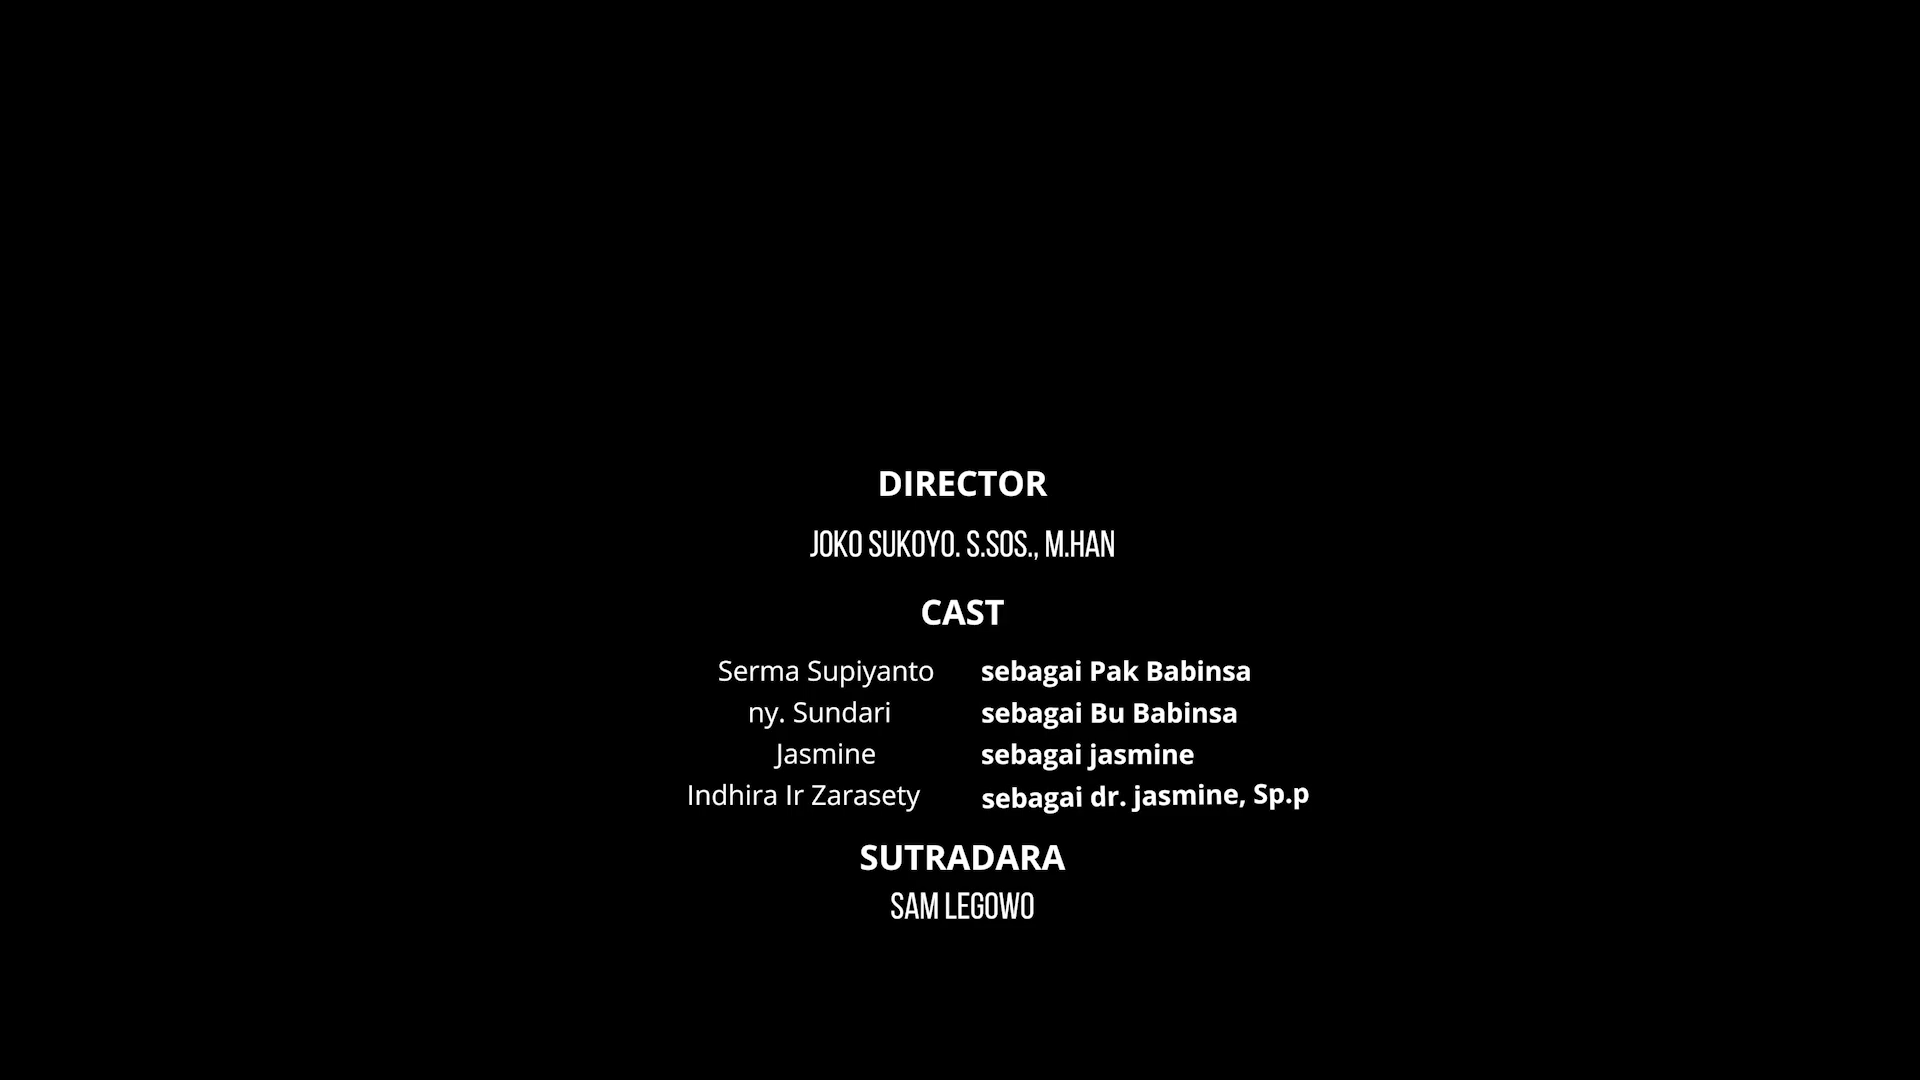 DIRECTOR
JOKO SUKOYO. S.SOS., M.HAN
CAST
Serma Supiyanto sebagai Pak Babinsa
ny. Sundari sebagai Bu Babinsa
Jasmine sebagai jasmine
Indhira Ir Zarasety sebagai dr. jasmine, Sp.p
SUTRADARA
SAM LEGOWO